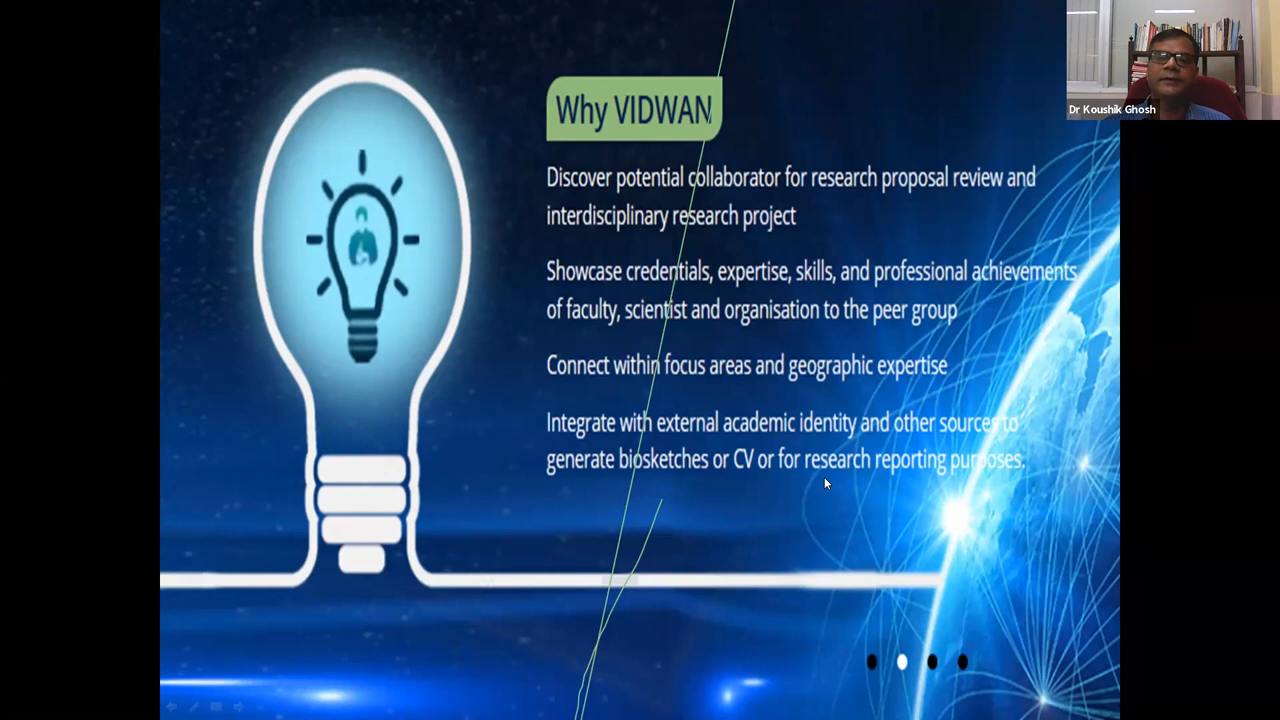 Dr Koushik Ghosh
Why VIDWAN
Discover potential collaborator for research proposal review and
interdisciplinary research project
Showcase credentials, expertise, skills, and professional achievements
of faculty, scientist and organisation to the peer group
Connect within focus areas and geographic expertise
Integrate with external academic identity and other sources to
generate biosketches or CV or for research reporting purposes.